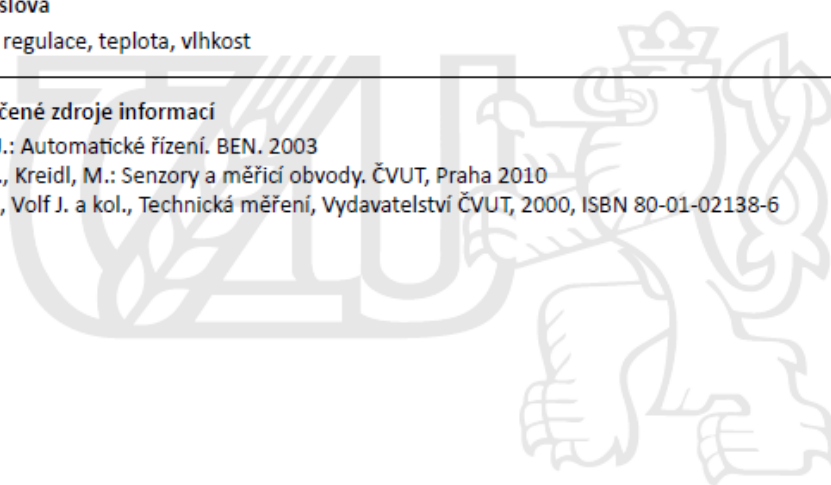 slova
regulace, teplota, vlhkost
čené zdroje informací
J.: Automatické řízení. BEN. 2003
., Kreidl, M.: Senzory a měřicí obvody. ČVUT, Praha 2010
, Volf J. a kol., Technická měření, Vydavatelství ČVUT, 2000, ISBN 80-01-02138-6
ČZU